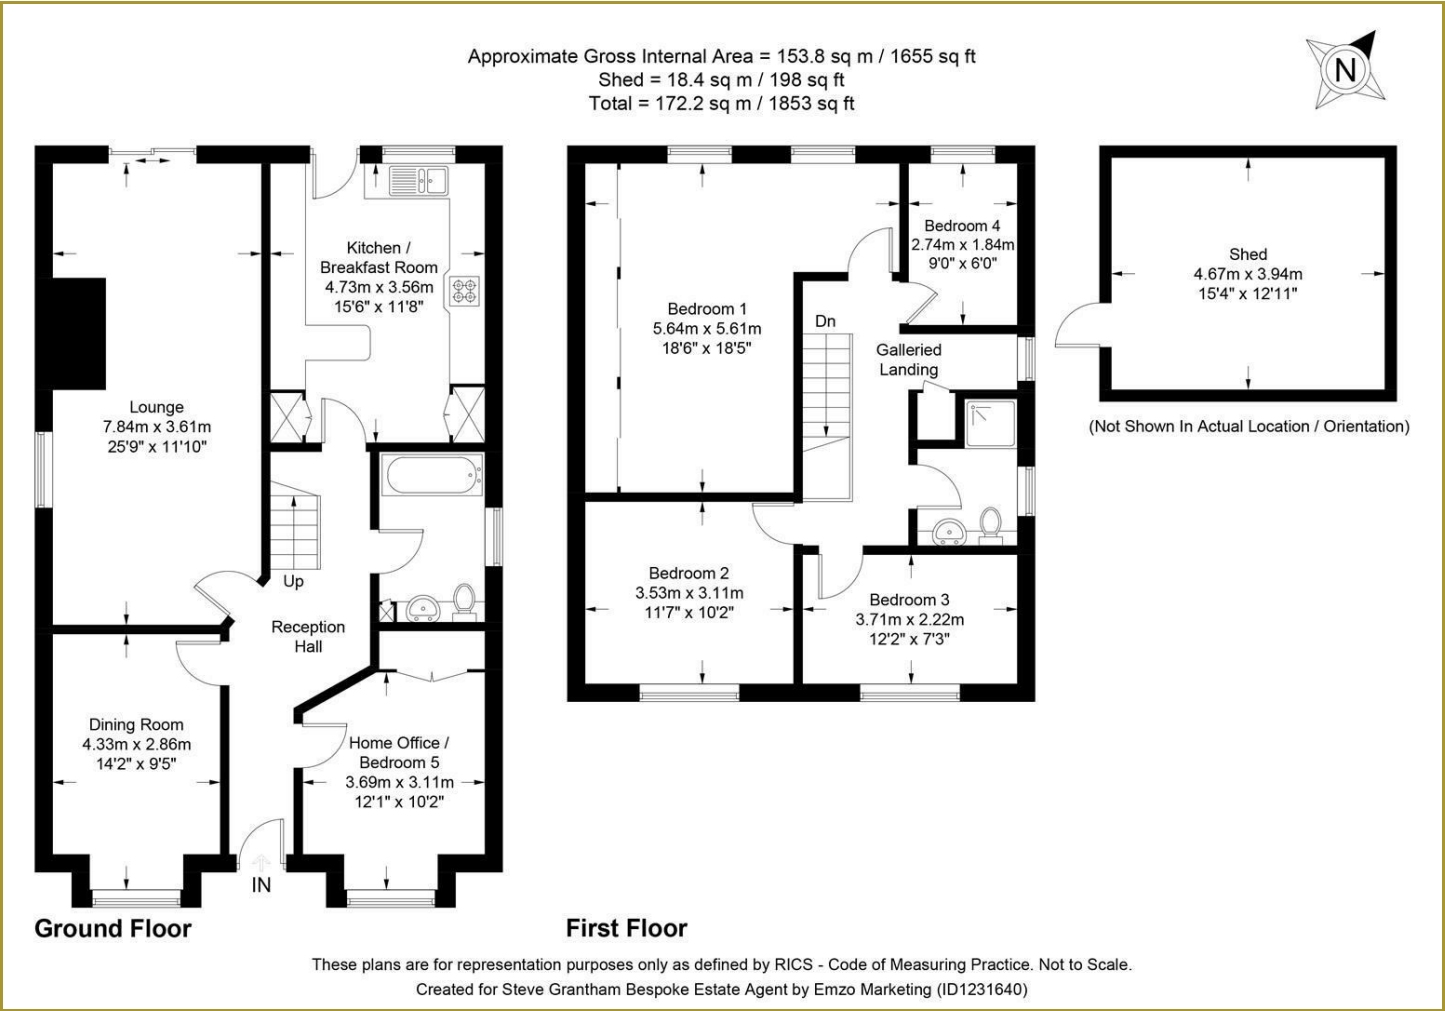 Approximate Gross Internal Area = 153.8 sq m / 1655 sq ft
Shed = 18.4 sq m / 198 sq ft
Total = 172.2 sq m / 1853 sq ft
N
Kitchen /
Breakfast Room
4.73m x 3.56m
15'6" x 11'8"
Lounge
7.84m x 3.61m
25'9" x 11'10"
Up
Reception
Hall
Dining Room
4.33m x 2.86m
14'2" x 9'5"
Home Office /
Bedroom 5
3.69m x 3.11m
12'1" x 10'2"
IN
Ground Floor
Bedroom 4
2.74m x 1.84m
9'0" x 6'0"
Bedroom 1
5.64m x 5.61m
18'6" x 18'5"
Dn
Galleried
Landing
Bedroom 2
3.53m x 3.11m
11'7" x 10'2"
Bedroom 3
3.71m x 2.22m
12'2" x 7'3"
First Floor
Shed
4.67m x 3.94m
15'4" x 12'11"
(Not Shown In Actual Location / Orientation)
These plans are for representation purposes only as defined by RICS - Code of Measuring Practice. Not to Scale.
Created for Steve Grantham Bespoke Estate Agent by Emzo Marketing (ID1231640)